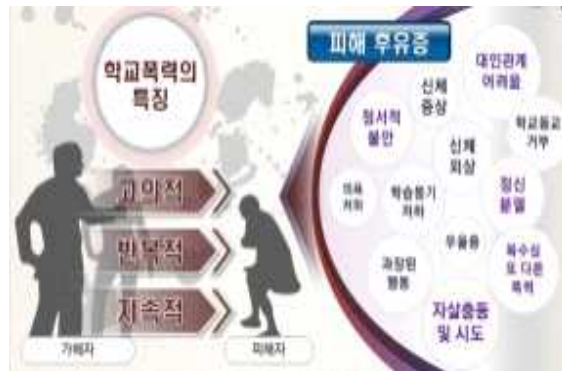 학교폭력의
특징
고의적
반복적
지속적
가해자
피해자
피해 후유증
대인관계
어려움
신체
증상
정서적
불안
학교등교
거부
신체
외상
의욕
저하
학습동기
저하
정신
분열
우울증
과장된
행동
복수심
또 다른
폭력
자살충동
및 시도